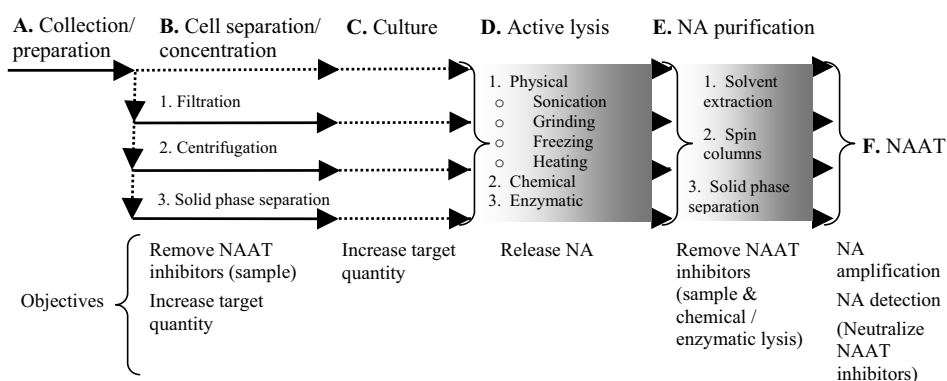 A. Collection/
preparation
B. Cell separation/
concentration
C. Culture
D. Active lysis
E. NA purification
1. Filtration
2. Centrifugation
3. Solid phase separation
1. Physical
o Sonication
o Grinding
o Freezing
o Heating
2. Chemical
3. Enzymatic
1. Solvent
extraction
2. Spin
columns
3. Solid phase
separation
F. NAAT
Objectives
Remove NAAT
inhibitors (sample)
Increase target
quantity
Increase target
quantity
Release NA
Remove NAAT
inhibitors
(sample &
chemical /
enzymatic lysis)
NA
amplification
NA detection
(Neutralize
NAAT
inhibitors)